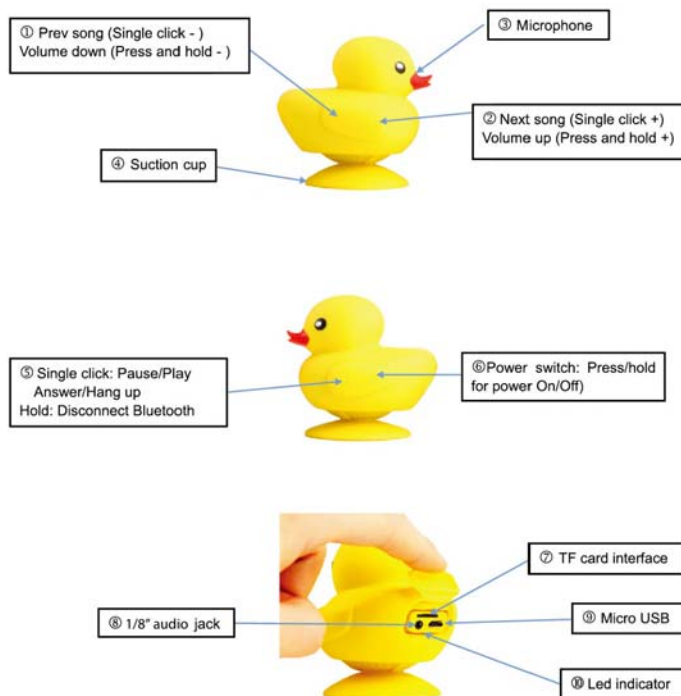 ① Prev song (Single click - )
Volume down (Press and hold - )
③ Microphone
② Next song (Single click +)
Volume up (Press and hold +)
④ Suction cup
⑤ Single click: Pause/Play
Answer/Hang up
Hold: Disconnect Bluetooth
⑥Power switch: Press/hold
for power On/Off)
⑦ TF card interface
⑧ 1/8″ audio jack
⑨ Micro USB
⑩ Led indicator